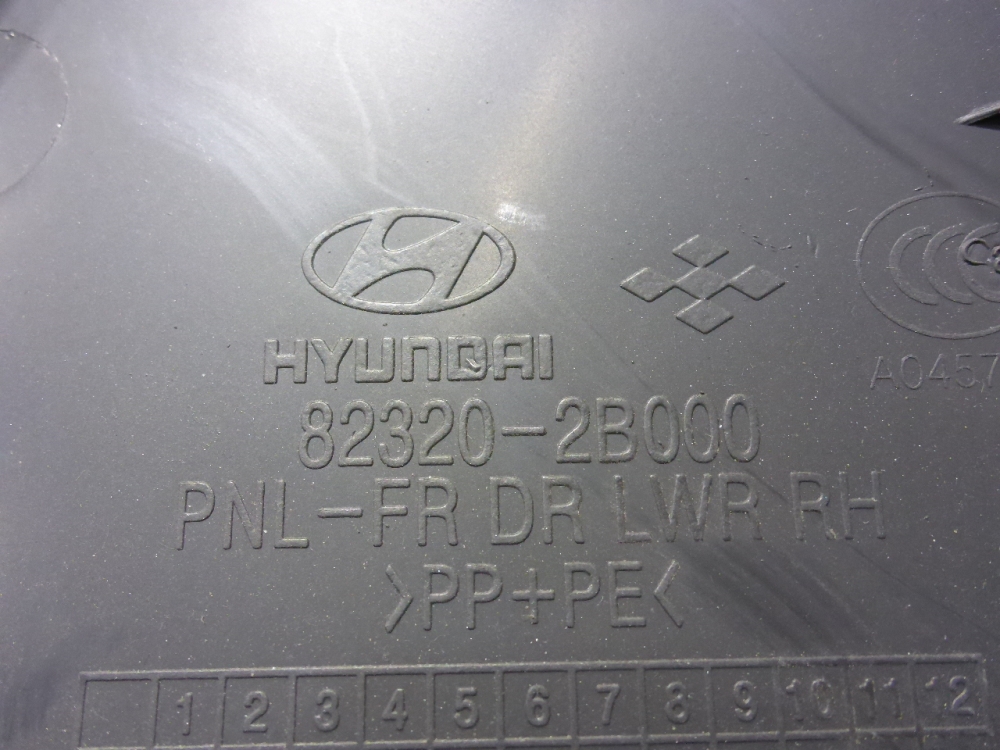 HYUNDAI
A0457
82320-2B000
PNL-FR DR LWR RH
>PP+PE<
1 2 3 4 5 6 7 8 9 10 11 12